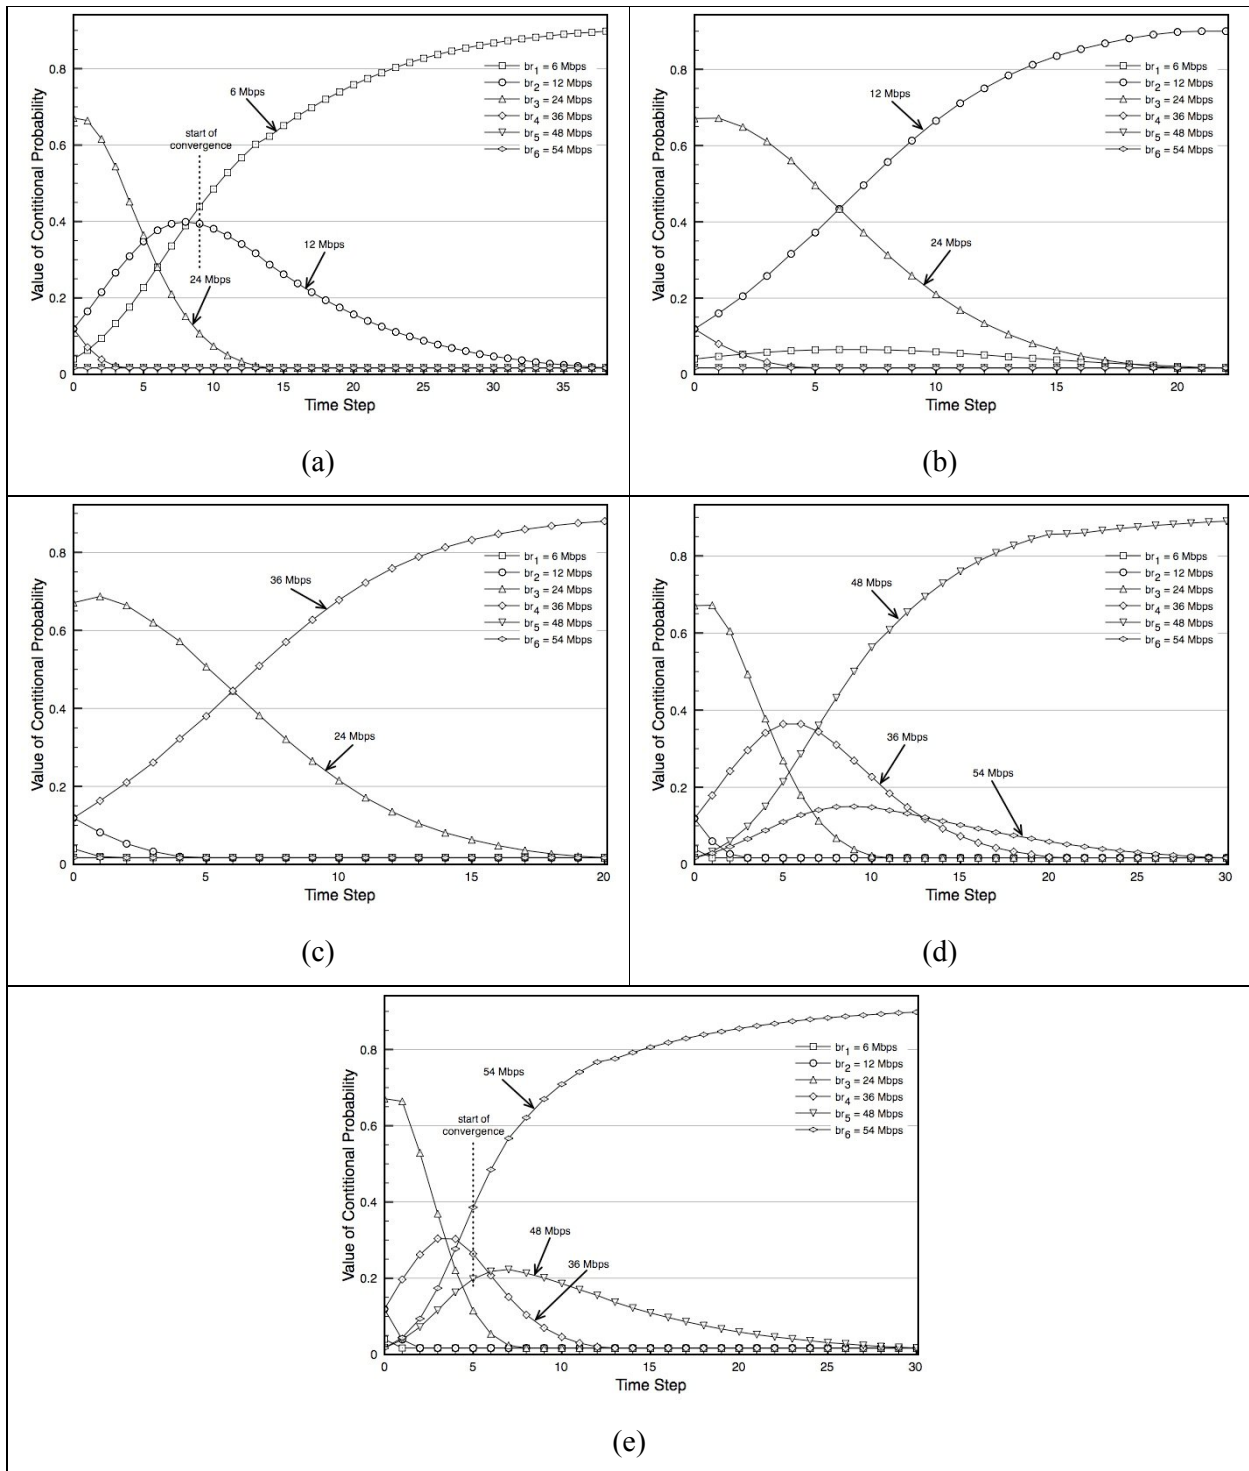 Value of Contitional Probability
0.8
0.6
0.4
0.2
0
0 5 10 15 20 25 30 35
Time Step
6 Mbps
start of
convergence
12 Mbps
24 Mbps
br1 = 6 Mbps
br2 = 12 Mbps
br3 = 24 Mbps
br4 = 36 Mbps
br5 = 48 Mbps
br6 = 54 Mbps
(a)
Value of Contitional Probability
0.8
0.6
0.4
0.2
0
0 5 10 15 20
Time Step
12 Mbps
24 Mbps
br1 = 6 Mbps
br2 = 12 Mbps
br3 = 24 Mbps
br4 = 36 Mbps
br5 = 48 Mbps
br6 = 54 Mbps
(b)
Value of Contitional Probability
0.8
0.6
0.4
0.2
0
0 5 10 15 20
Time Step
36 Mbps
24 Mbps
br1 = 6 Mbps
br2 = 12 Mbps
br3 = 24 Mbps
br4 = 36 Mbps
br5 = 48 Mbps
br6 = 54 Mbps
(c)
Value of Contitional Probability
0.8
0.6
0.4
0.2
0
0 5 10 15 20 25 30
Time Step
48 Mbps
36 Mbps
54 Mbps
br1 = 6 Mbps
br2 = 12 Mbps
br3 = 24 Mbps
br4 = 36 Mbps
br5 = 48 Mbps
br6 = 54 Mbps
(d)
Value of Contitional Probability
0.8
0.6
0.4
0.2
0
0 5 10 15 20 25 30
Time Step
54 Mbps
start of
convergence
48 Mbps
36 Mbps
br1 = 6 Mbps
br2 = 12 Mbps
br3 = 24 Mbps
br4 = 36 Mbps
br5 = 48 Mbps
br6 = 54 Mbps
(e)